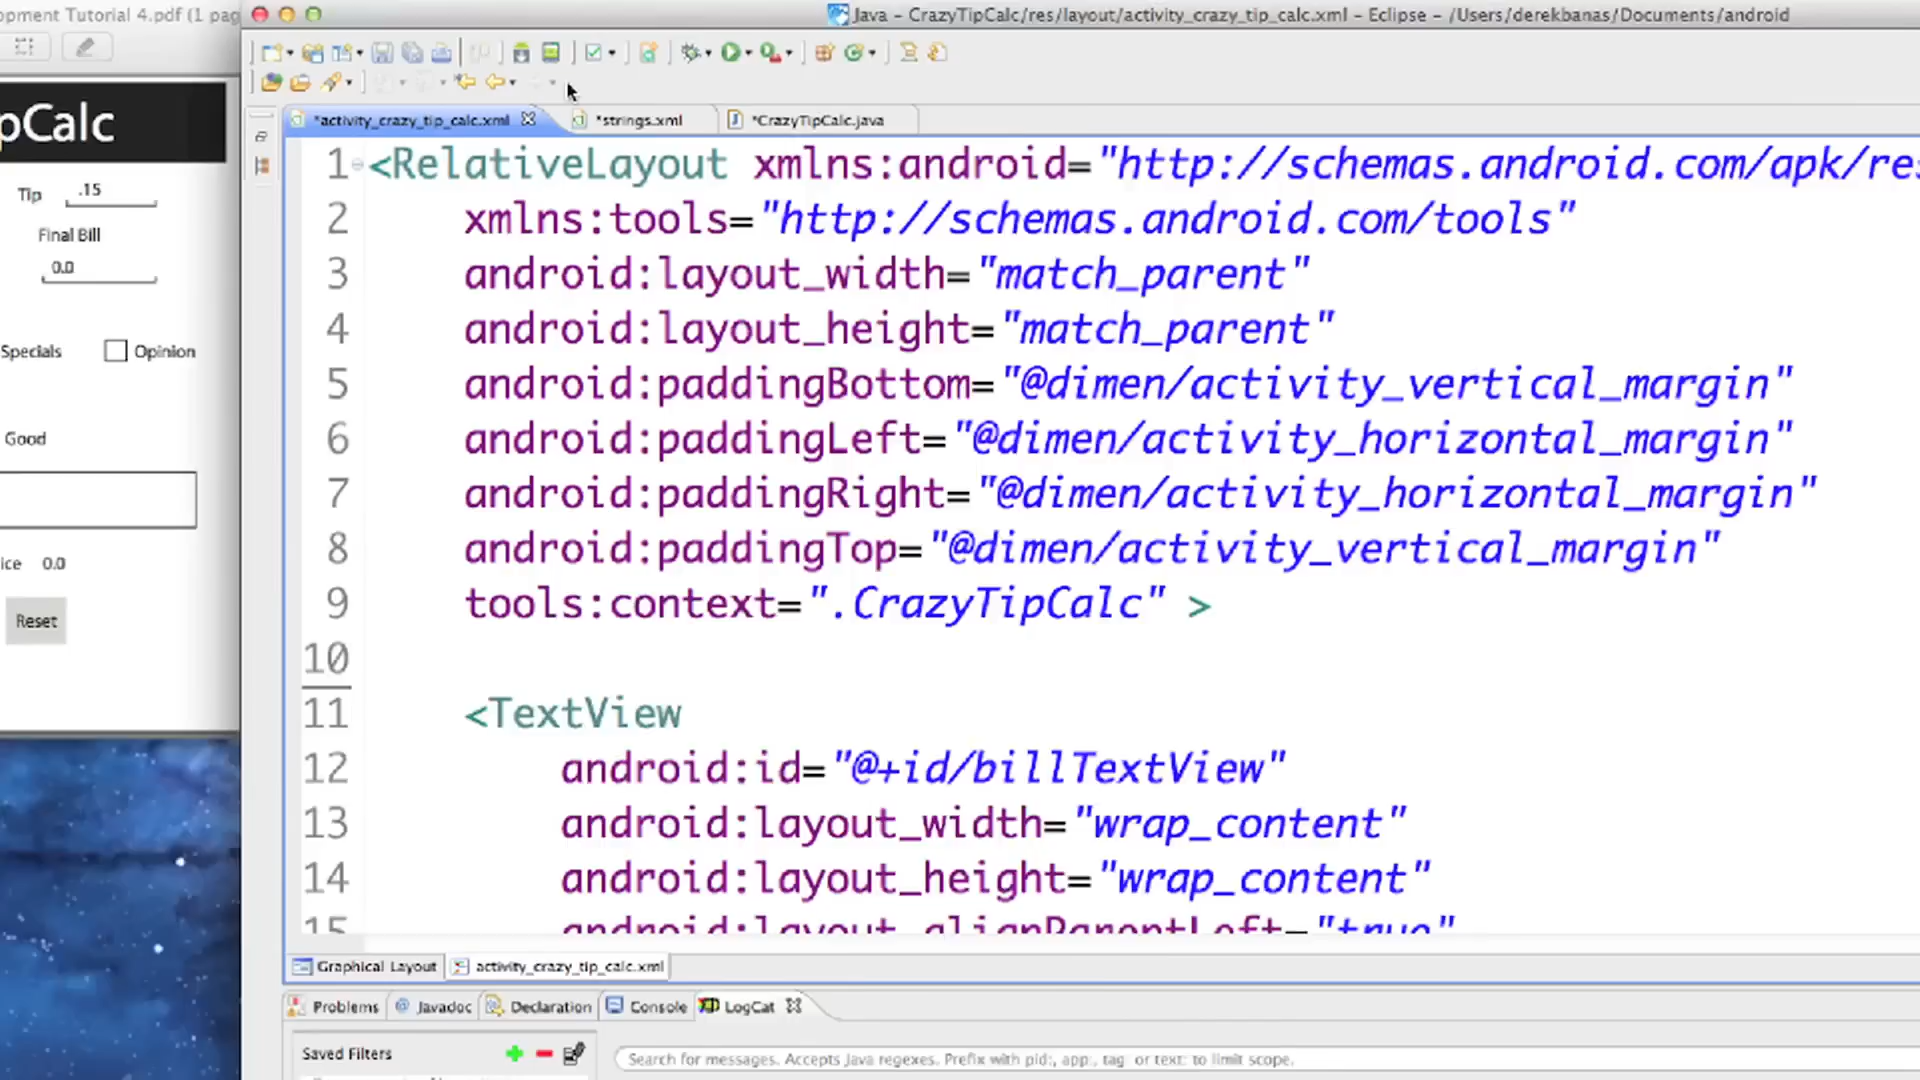 opment Tutorial 4.pdf (1 pag
pCalc
Tip .15
Final Bill
0.0
Specials Opinion
Good
ice 0.0
Reset
Java - CrazyTipCalc/res/layout/activity_crazy_tip_calc.xml - Eclipse - /Users/derekbanas/Documents/android
*activity_crazy_tip_calc.xml *strings.xml *CrazyTipCalc.java
1 <RelativeLayout xmlns:android="http://schemas.android.com/apk/res
2 xmlns:tools="http://schemas.android.com/tools"
3 android:layout_width="match_parent"
4 android:layout_height="match_parent"
5 android:paddingBottom="@dimen/activity_vertical_margin"
6 android:paddingLeft="@dimen/activity_horizontal_margin"
7 android:paddingRight="@dimen/activity_horizontal_margin"
8 android:paddingTop="@dimen/activity_vertical_margin"
9 tools:context=".CrazyTipCalc" >
10
11 <TextView
12 android:id="@+id/billTextView"
13 android:layout_width="wrap_content"
14 android:layout_height="wrap_content"
15 android:layout_alignParentLeft="true"
Graphical Layout activity_crazy_tip_calc.xml
Problems @ Javadoc Declaration Console LogCat
Saved Filters
Search for messages. Accepts Java regexes. Prefix with pid:, app:, tag: or text: to limit scope.